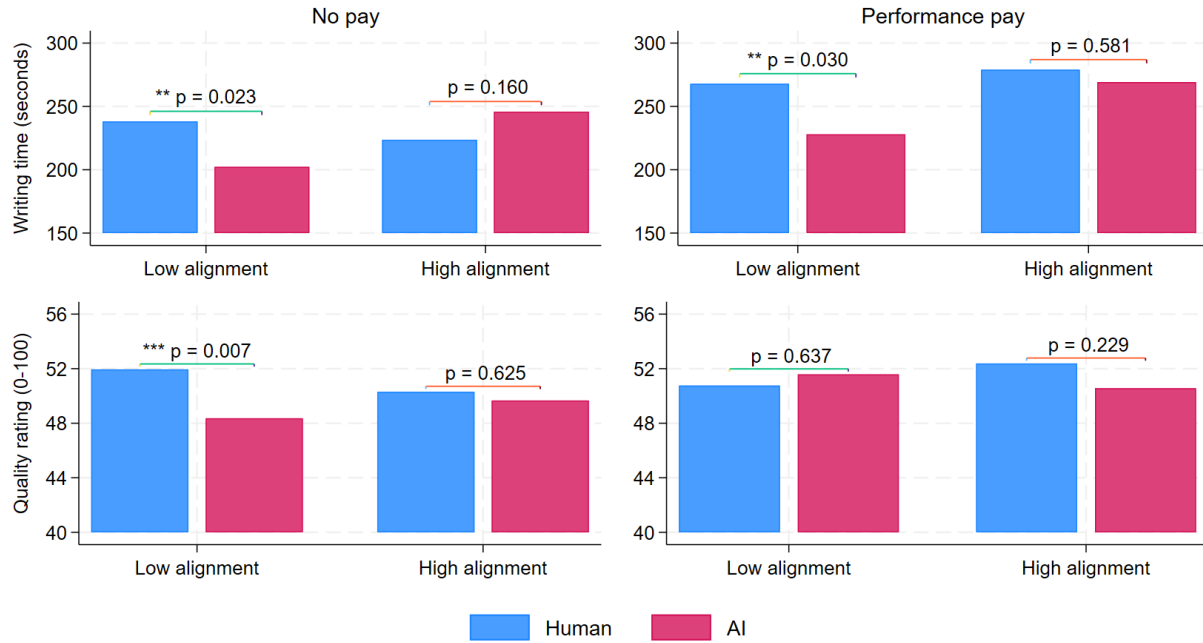 No pay
Performance pay
Writing time (seconds)
300
250
200
150
** p = 0.023
p = 0.160
Low alignment
High alignment
300
250
200
150
** p = 0.030
p = 0.581
Low alignment
High alignment
Quality rating (0-100)
56
52
48
44
40
*** p = 0.007
p = 0.625
Low alignment
High alignment
56
52
48
44
40
p = 0.637
p = 0.229
Low alignment
High alignment
Human
AI